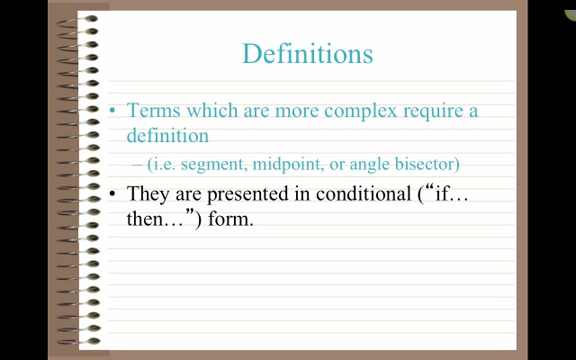 Definitions
• Terms which are more complex require a
definition
– (i.e. segment, midpoint, or angle bisector)
• They are presented in conditional (“if…
then…”) form.